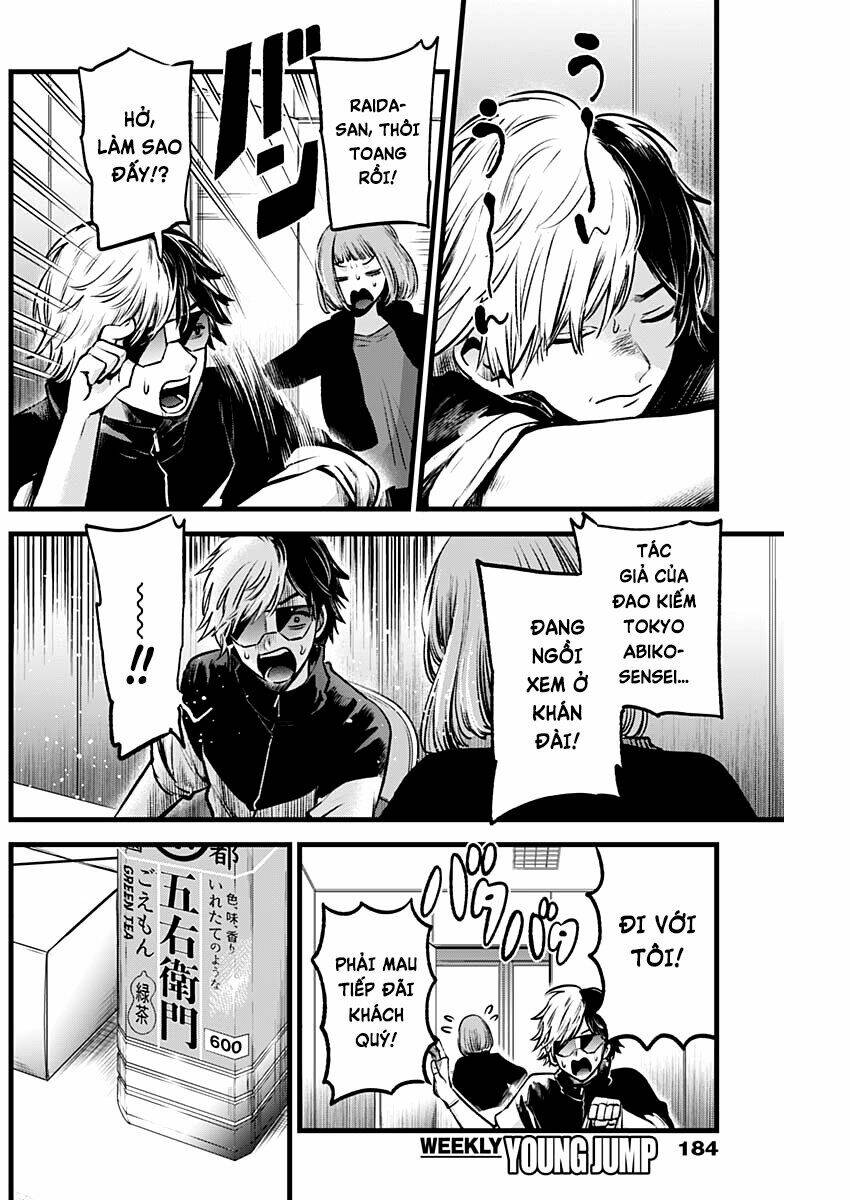 う
う
RAIDA-
SAN, THÔI
TOANG
RỒI!
バン
HỞ,
LÀM SAO
ĐẤY!?
TÁC
GIẢ CỦA
ĐAO KIẾM
TOKYO
ABIKO-
SENSEI...
ĐANG
NGỒI
XEM Ở
KHÁN
ĐÀI!
~~!!
ĐI VỚI
TÔI!
バタバタ
PHẢI MAU
TIẾP ĐÃI
KHÁCH
QUÝ!
都
色、味、香り
いれたてのような
五右衛門
ごえもん
GREEN TEA
緑茶
600
WEEKLY YOUNG JUMP 184